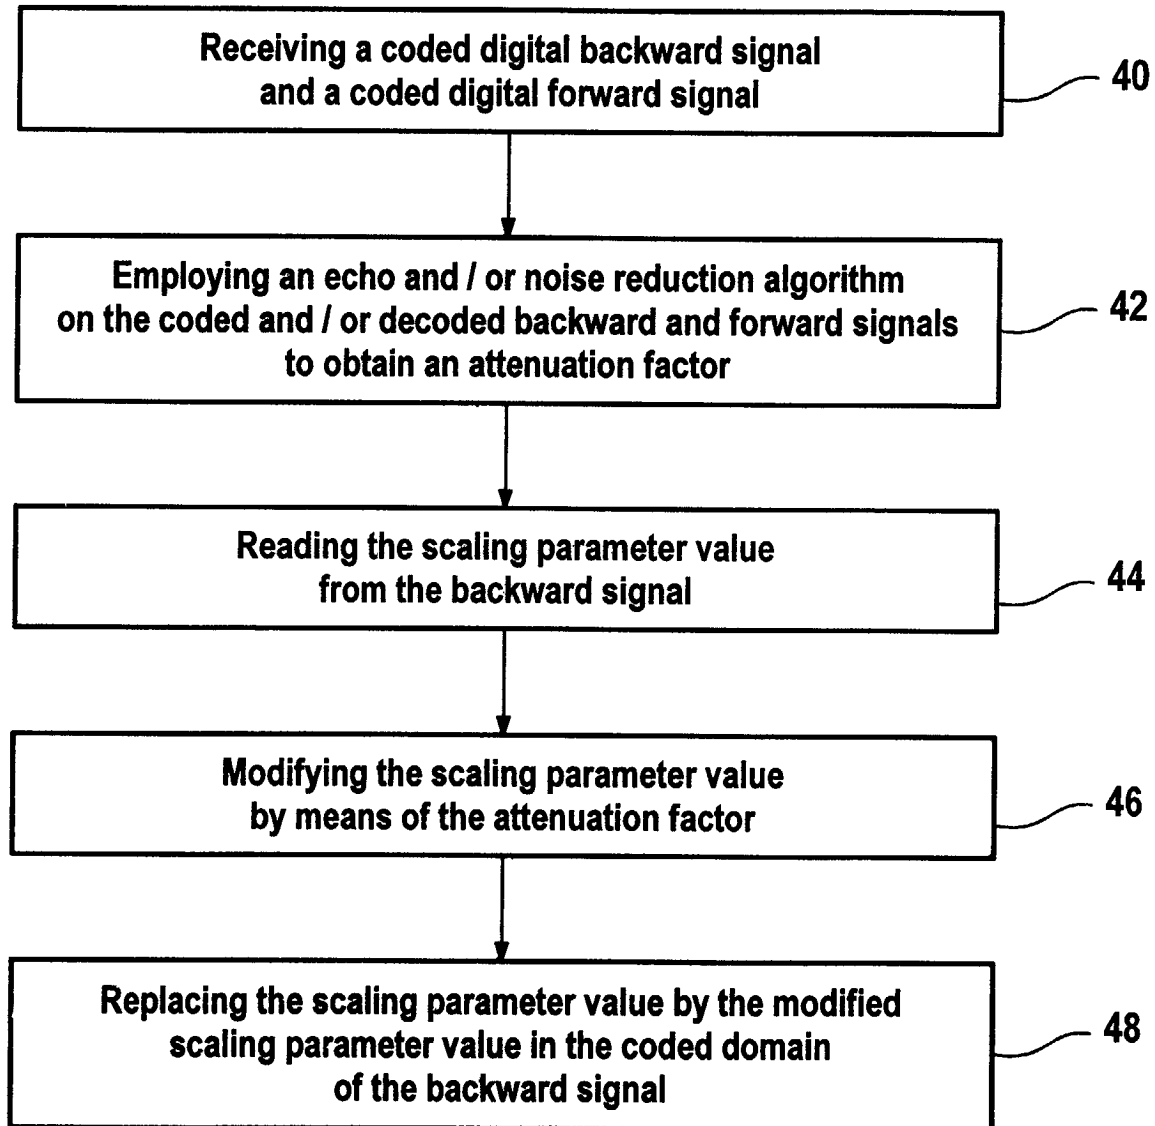 Receiving a coded digital backward signal
and a coded digital forward signal
40
Employing an echo and / or noise reduction algorithm
on the coded and / or decoded backward and forward signals
to obtain an attenuation factor
42
Reading the scaling parameter value
from the backward signal
44
Modifying the scaling parameter value
by means of the attenuation factor
46
Replacing the scaling parameter value by the modified
scaling parameter value in the coded domain
of the backward signal
48